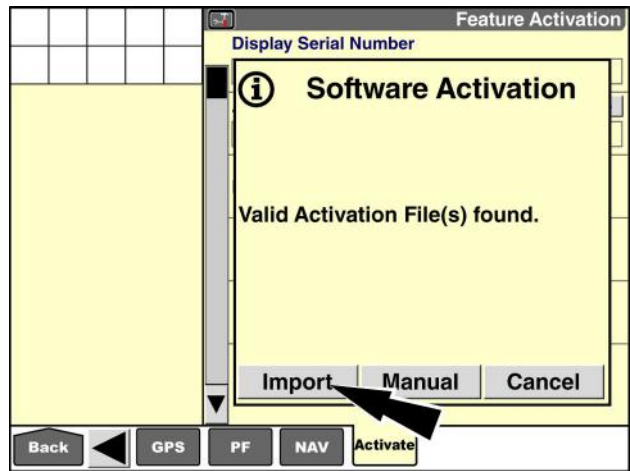 Feature Activation
Display Serial Number
Software Activation
Valid Activation File(s) found.
Import Manual Cancel
Back GPS PF NAV Activate